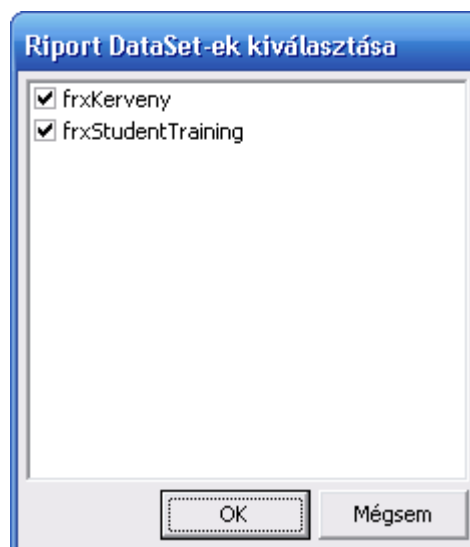 Riport DataSet-ek kiválasztása
frxKerveny
frxStudentTraining
OK
Mégsem